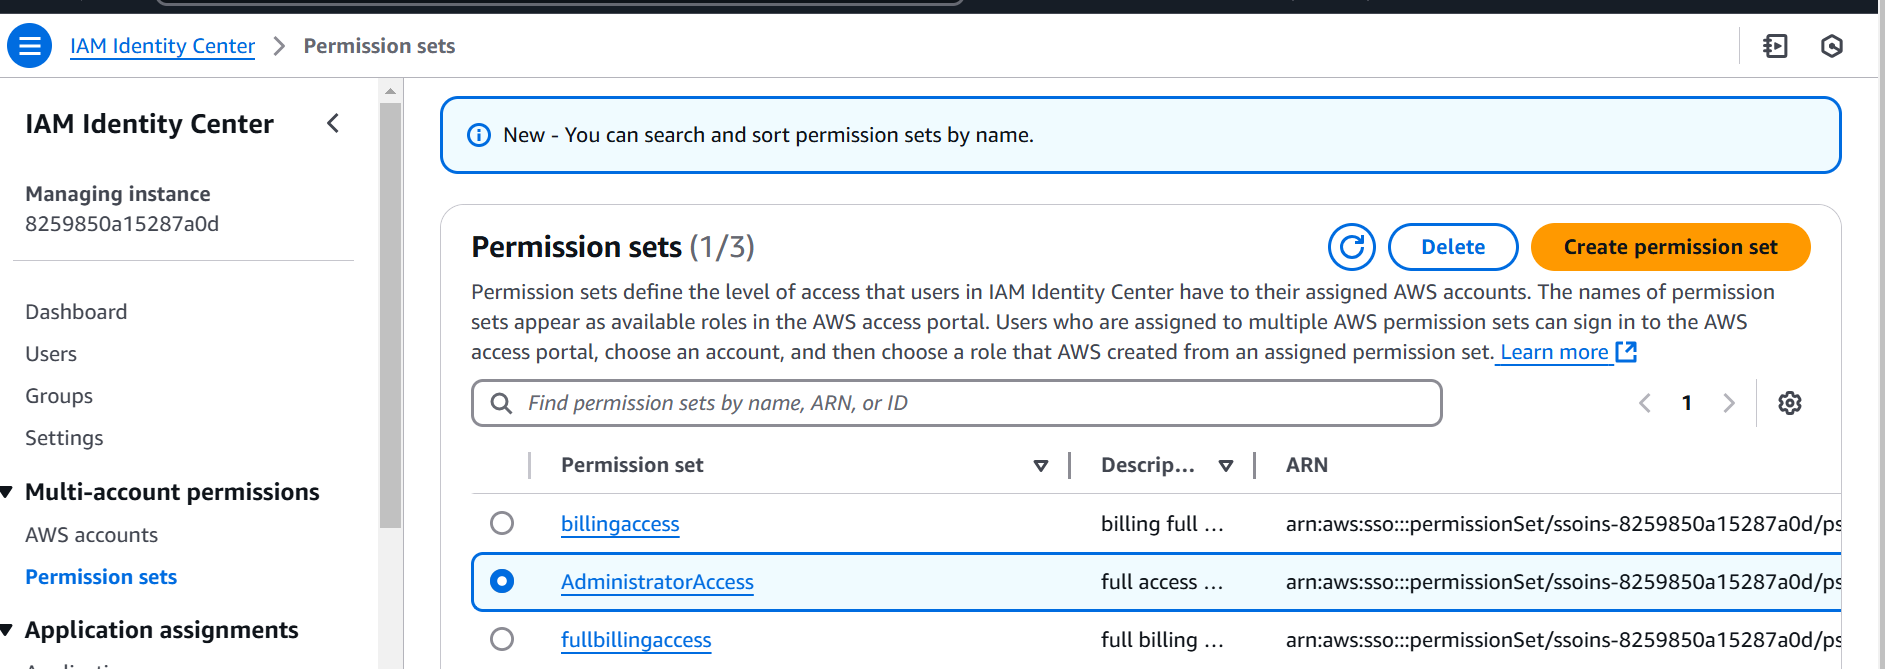 IAM Identity Center > Permission sets
IAM Identity Center
Managing instance
8259850a15287a0d
Dashboard
Users
Groups
Settings
Multi-account permissions
AWS accounts
Permission sets
Application assignments
New - You can search and sort permission sets by name.
Permission sets (1/3)
Delete
Create permission set
Permission sets define the level of access that users in IAM Identity Center have to their assigned AWS accounts. The names of permission
sets appear as available roles in the AWS access portal. Users who are assigned to multiple AWS permission sets can sign in to the AWS
access portal, choose an account, and then choose a role that AWS created from an assigned permission set. Learn more
Find permission sets by name, ARN, or ID
1
Permission set Descrip... ARN
billingaccess billing full ... arn:aws:sso:::permissionSet/ssoins-8259850a15287a0d/ps
AdministratorAccess full access ... arn:aws:sso:::permissionSet/ssoins-8259850a15287a0d/ps
fullbillingaccess full billing ... arn:aws:sso:::permissionSet/ssoins-8259850a15287a0d/ps